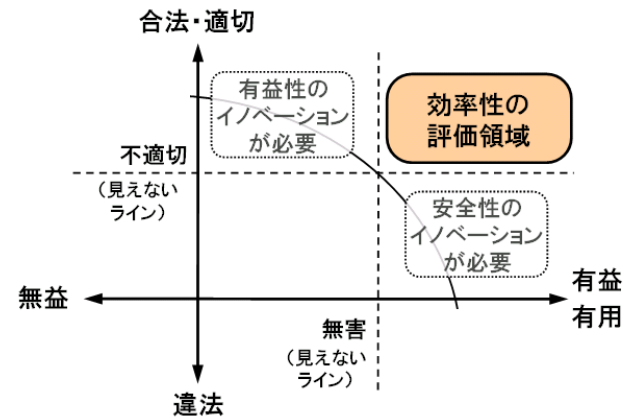 合法・適切
有益性の
イノベーション
が必要
効率性の
評価領域
不適切
(見えない
ライン)
安全性の
イノベーション
が必要
無益
有益
有用
無害
(見えない
ライン)
違法